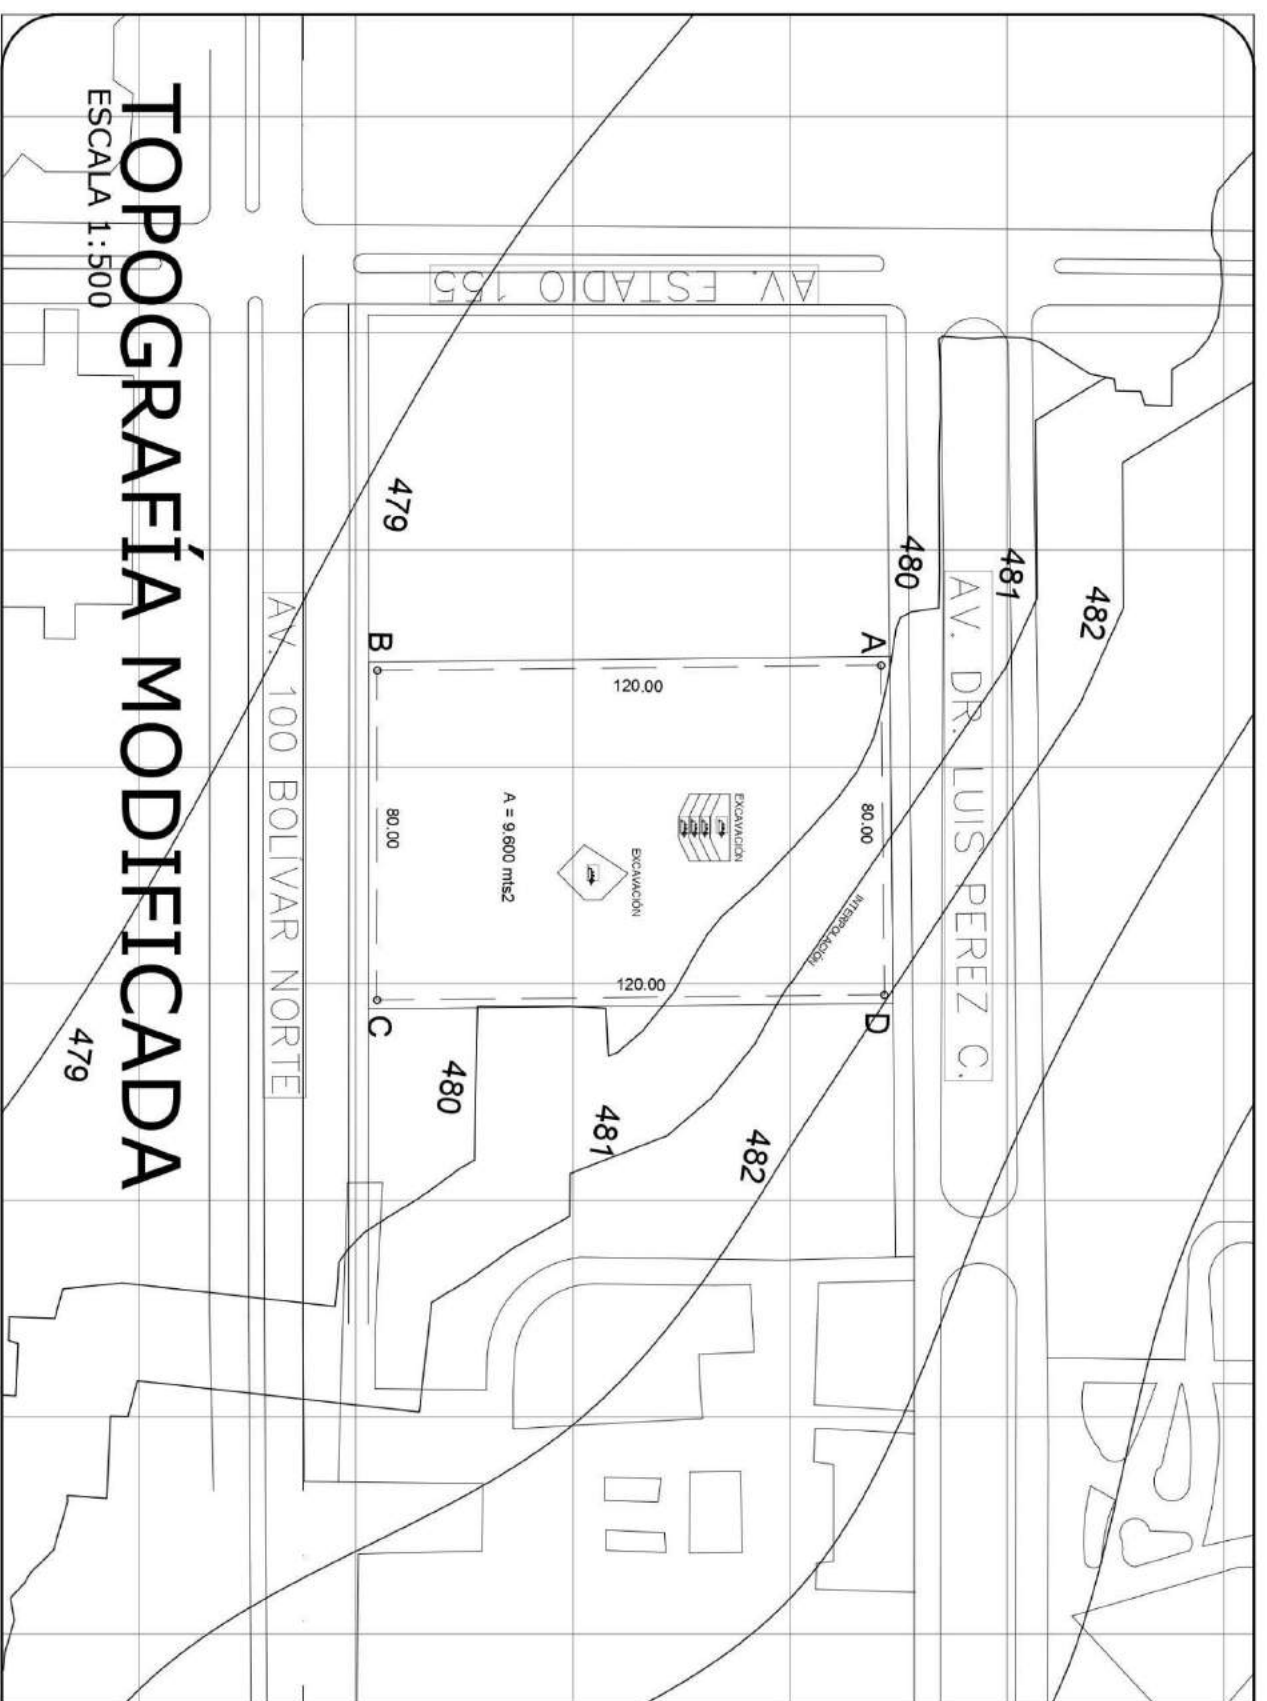 TOPOGRAFÍA MODIFICADA
ESCALA 1:500
AV. ESTADIO 155
AV. DR. LUIS PEREZ C.
AV. 100 BOLÍVAR NORTE
479
480
481
482
A
B
120.00
80.00
EXCAVACIÓN
EXCAVACIÓN
A = 9.600 mts2
80.00
INTERPOLACIÓN
120.00
D
C
482
481
480
479